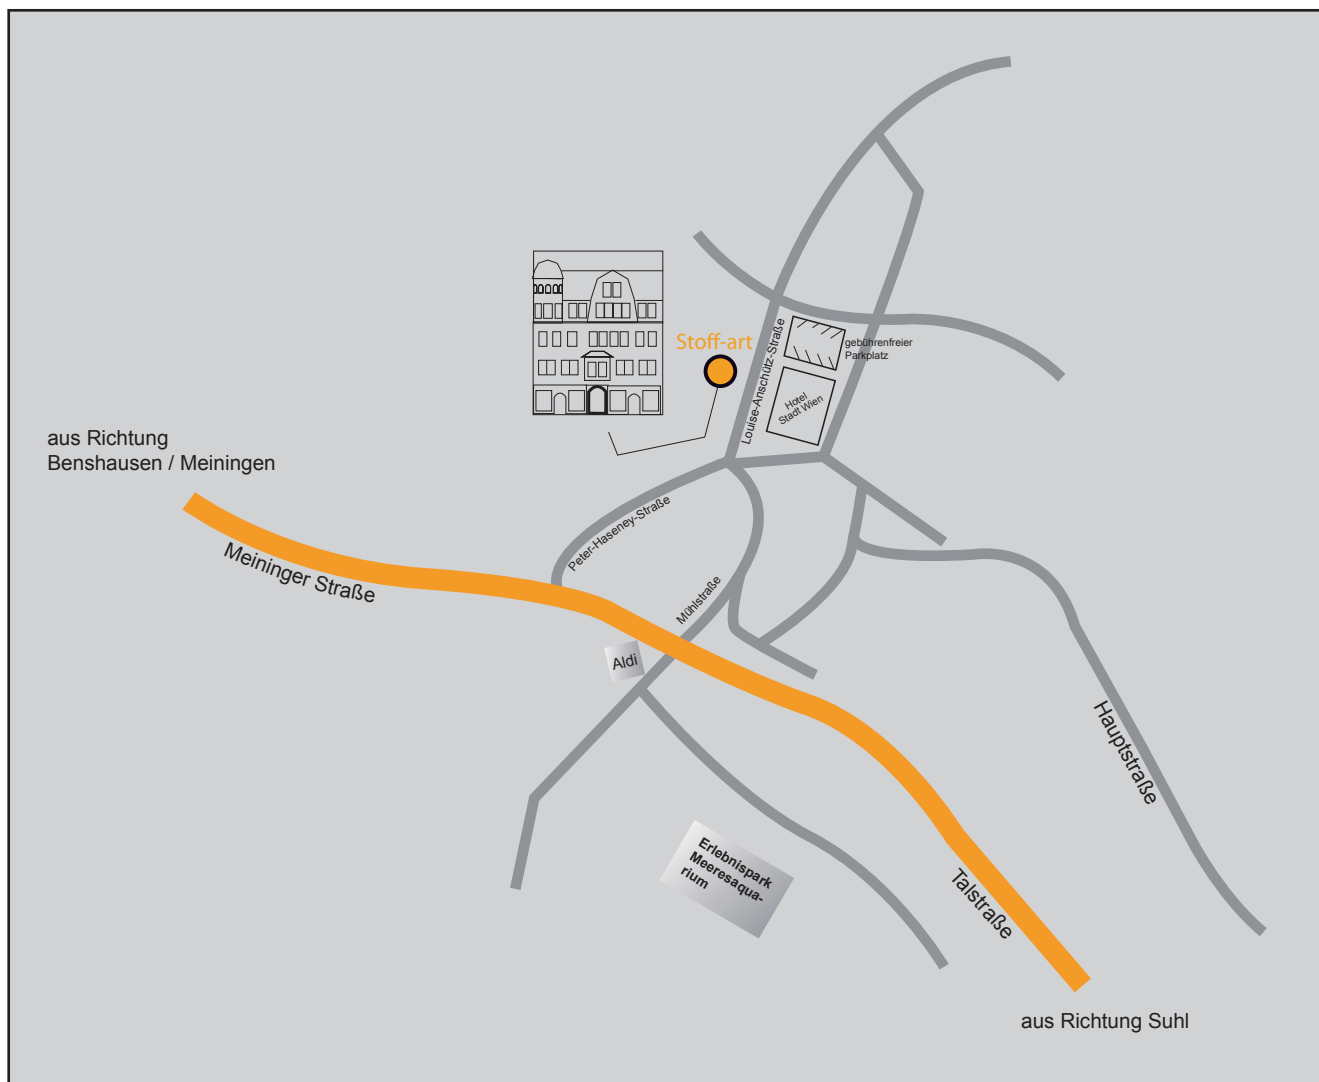 Stoff-art
Louise-Anschütz-Straße
gebührenfreier
Parkplatz
Hotel
Stadt Wien
aus Richtung
Benshausen / Meiningen
Peter-Haseney-Straße
Meininger Straße
Mühlstraße
Aldi
Hauptstraße
Erlebnispark
Meeresaqua-
rium
Talstraße
aus Richtung Suhl